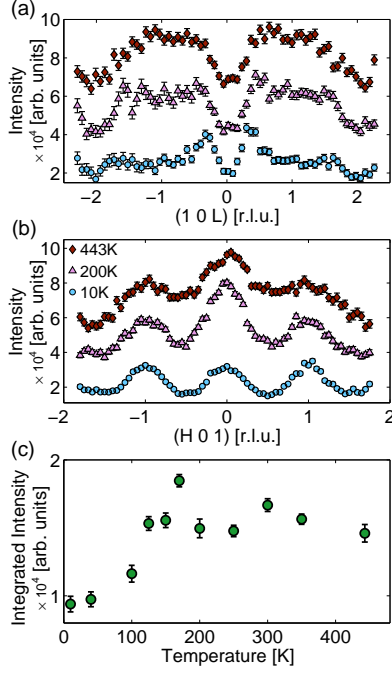 (a)
10
8
6
4
2
Intensity
× 10⁴ [arb. units]
−2 −1 0 1 2
(1 0 L) [r.l.u.]
(b)
10
8
6
4
2
Intensity
× 10⁴ [arb. units]
443K
200K
10K
−2 −1 0 1 2
(H 0 1) [r.l.u.]
(c)
2
1
Integrated Intensity
× 10⁴ [arb. units]
0 100 200 300 400
Temperature [K]